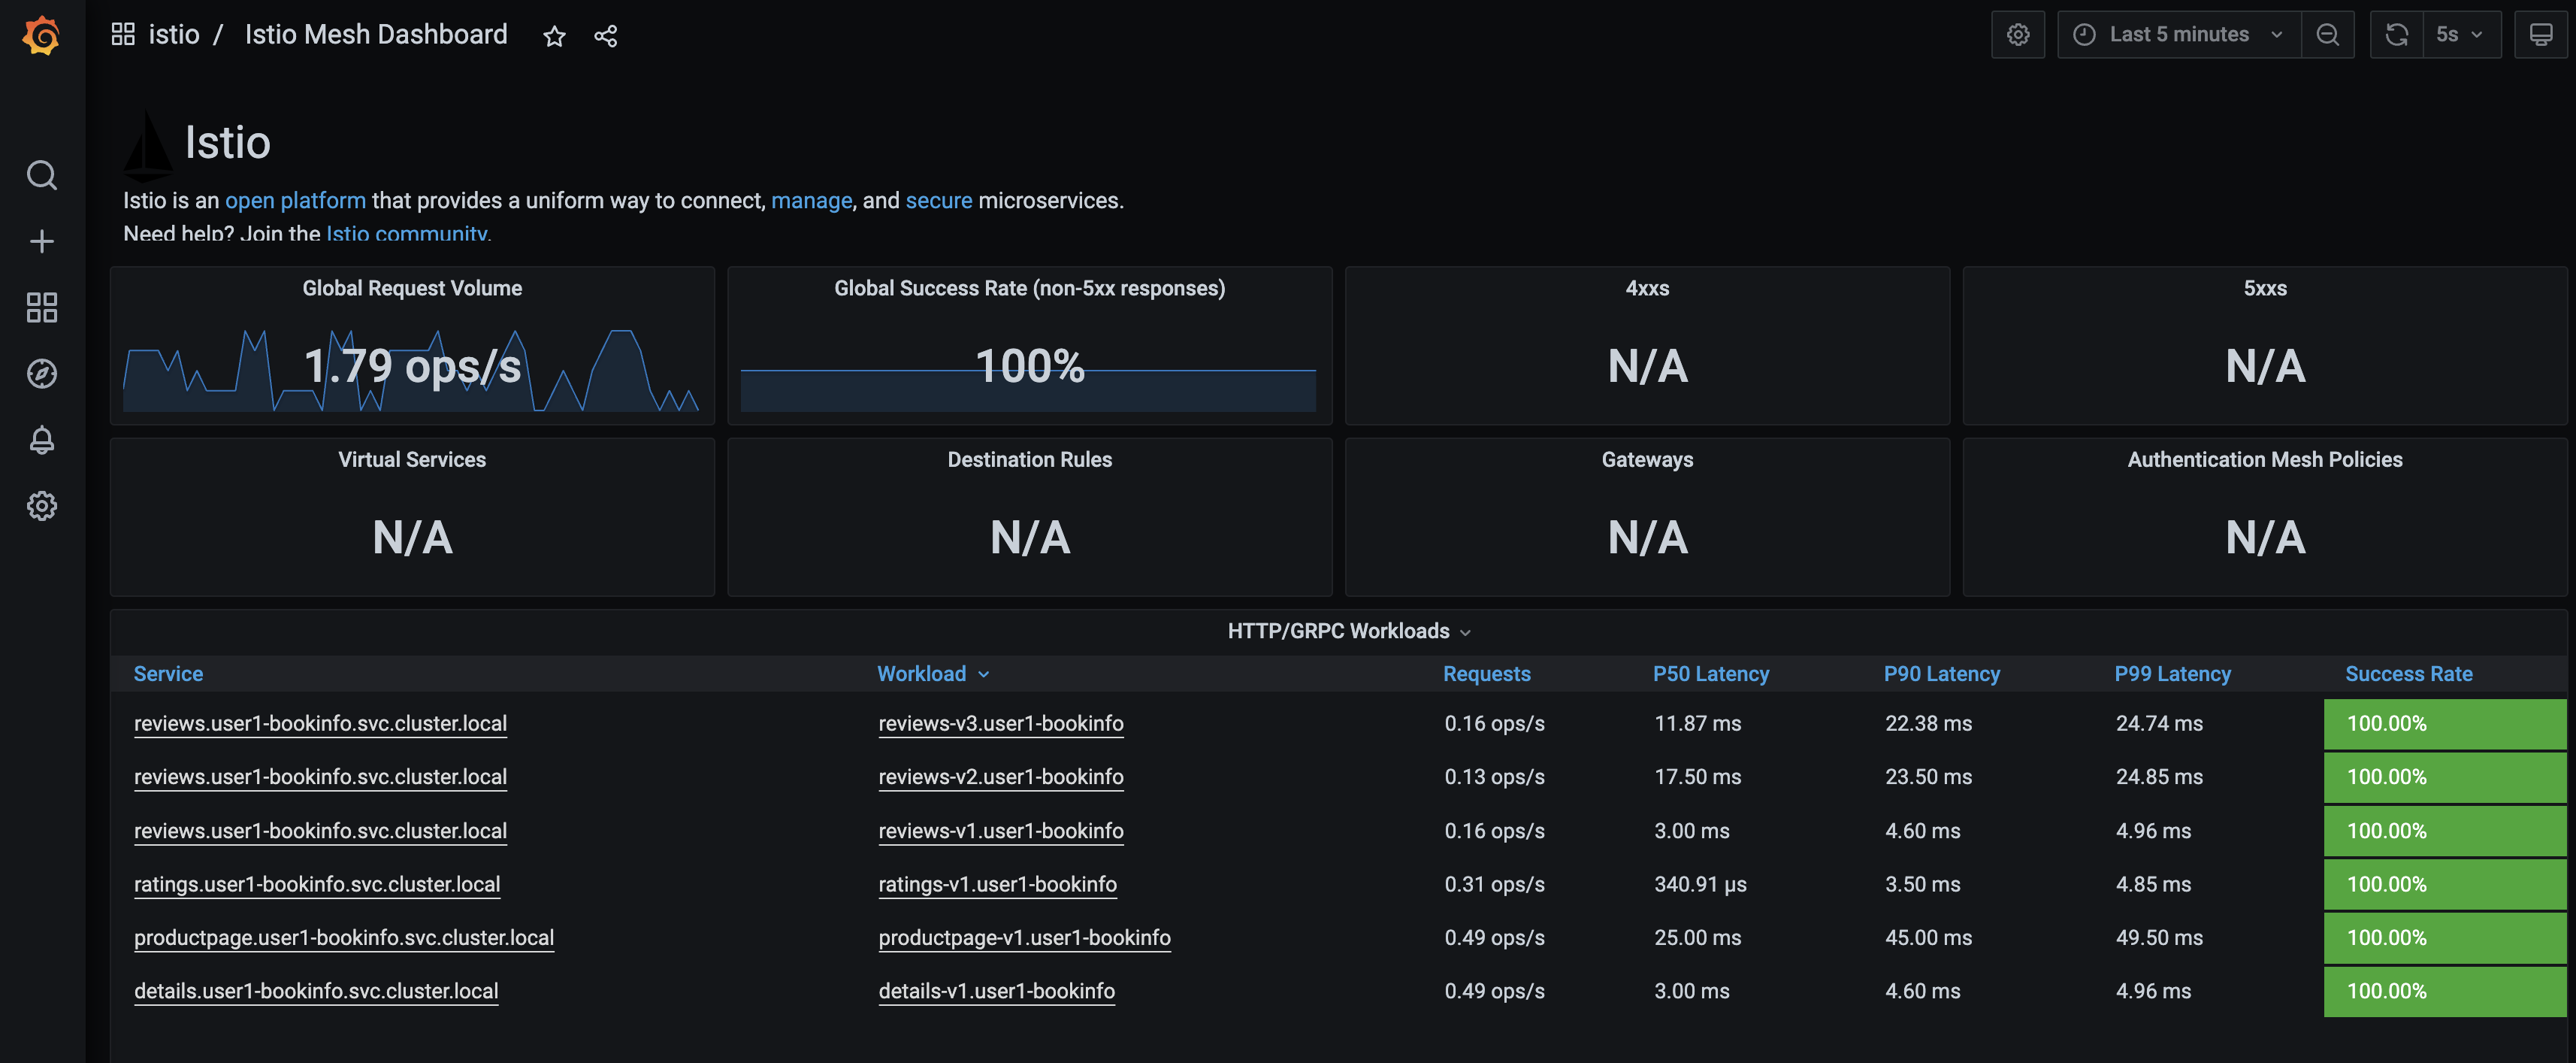 istio / Istio Mesh Dashboard
Last 5 minutes
5s
Istio
Istio is an open platform that provides a uniform way to connect, manage, and secure microservices.
Need help? Join the Istio community.
Global Request Volume
1.79 ops/s
Global Success Rate (non-5xx responses)
100%
4xxs
N/A
5xxs
N/A
Virtual Services
N/A
Destination Rules
N/A
Gateways
N/A
Authentication Mesh Policies
N/A
HTTP/GRPC Workloads
Service Workload Requests P50 Latency P90 Latency P99 Latency Success Rate
reviews.user1-bookinfo.svc.cluster.local reviews-v3.user1-bookinfo 0.16 ops/s 11.87 ms 22.38 ms 24.74 ms 100.00%
reviews.user1-bookinfo.svc.cluster.local reviews-v2.user1-bookinfo 0.13 ops/s 17.50 ms 23.50 ms 24.85 ms 100.00%
reviews.user1-bookinfo.svc.cluster.local reviews-v1.user1-bookinfo 0.16 ops/s 3.00 ms 4.60 ms 4.96 ms 100.00%
ratings.user1-bookinfo.svc.cluster.local ratings-v1.user1-bookinfo 0.31 ops/s 340.91 µs 3.50 ms 4.85 ms 100.00%
productpage.user1-bookinfo.svc.cluster.local productpage-v1.user1-bookinfo 0.49 ops/s 25.00 ms 45.00 ms 49.50 ms 100.00%
details.user1-bookinfo.svc.cluster.local details-v1.user1-bookinfo 0.49 ops/s 3.00 ms 4.60 ms 4.96 ms 100.00%